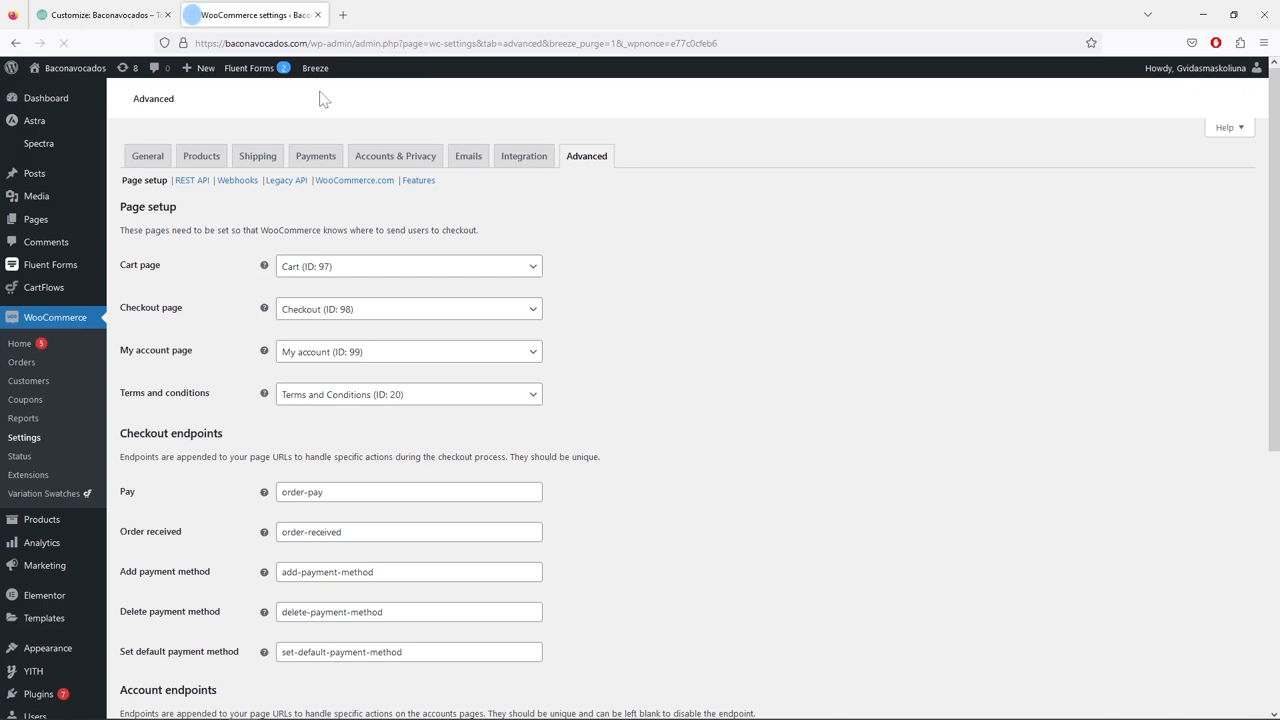 Customize: Baconavocados – To
WooCommerce settings ‹ Bacon
https://baconavocados.com/wp-admin/admin.php?page=wc-settings&tab=advanced&breeze_purge=1&_wpnonce=e77c0cfeb6
Baconavocados 8 0 New Fluent Forms 2 Breeze Howdy, Gvidasmaskoliuna
Dashboard
Astra
Spectra
Posts
Media
Pages
Comments
Fluent Forms
CartFlows
WooCommerce
Home 5
Orders
Customers
Coupons
Reports
Settings
Status
Extensions
Variation Swatches
Products
Analytics
Marketing
Elementor
Templates
Appearance
YITH
Plugins 7
Users
Advanced
Help
General Products Shipping Payments Accounts & Privacy Emails Integration Advanced
Page setup | REST API | Webhooks | Legacy API | WooCommerce.com | Features
Page setup
These pages need to be set so that WooCommerce knows where to send users to checkout.
Cart page Cart (ID: 97)
Checkout page Checkout (ID: 98)
My account page My account (ID: 99)
Terms and conditions Terms and Conditions (ID: 20)
Checkout endpoints
Endpoints are appended to your page URLs to handle specific actions during the checkout process. They should be unique.
Pay order-pay
Order received order-received
Add payment method add-payment-method
Delete payment method delete-payment-method
Set default payment method set-default-payment-method
Account endpoints
Endpoints are appended to your page URLs to handle specific actions on the accounts pages. They should be unique and can be left blank to disable the endpoint.